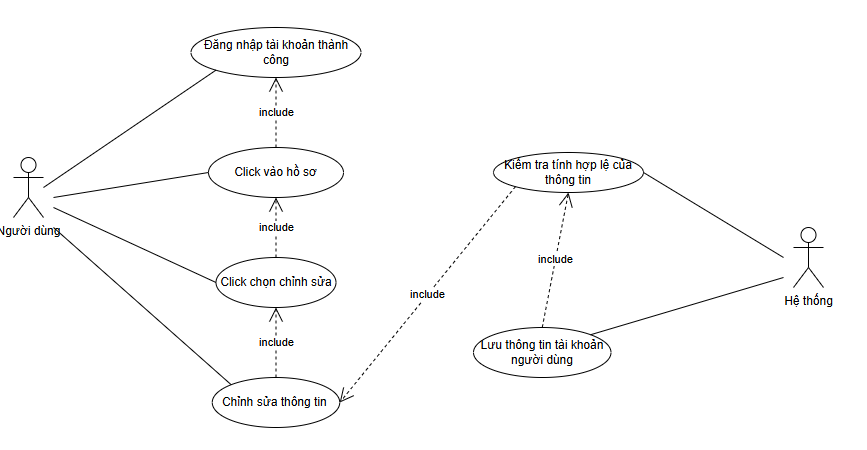 Đăng nhập tài khoản thành
công
include
Click vào hồ sơ
Kiểm tra tính hợp lệ của
thông tin
Người dùng
include
include
Click chọn chỉnh sửa
include
Hệ thống
include
Lưu thông tin tài khoản
người dùng
Chỉnh sửa thông tin